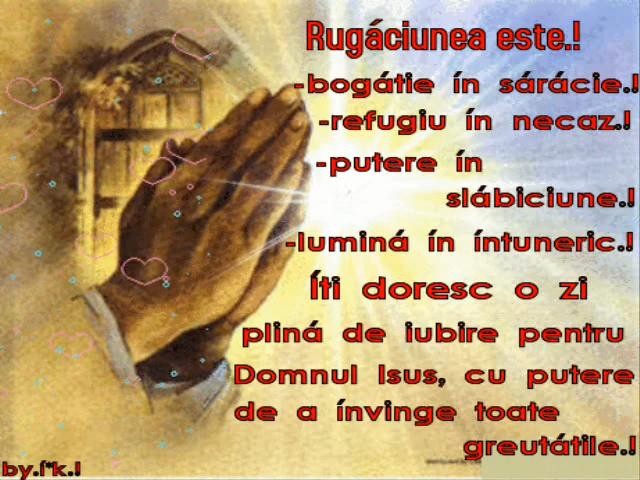 Rugáciunea este.!
-bogátie ín sárácie.!
-refugiu ín necaz.!
-putere ín
slábiciune.!
-luminá ín íntuneric.!
Íti doresc o zi
pliná de iubire pentru
Domnul Isus, cu putere
de a ínvinge toate
greutátile.!
by.f*k.!